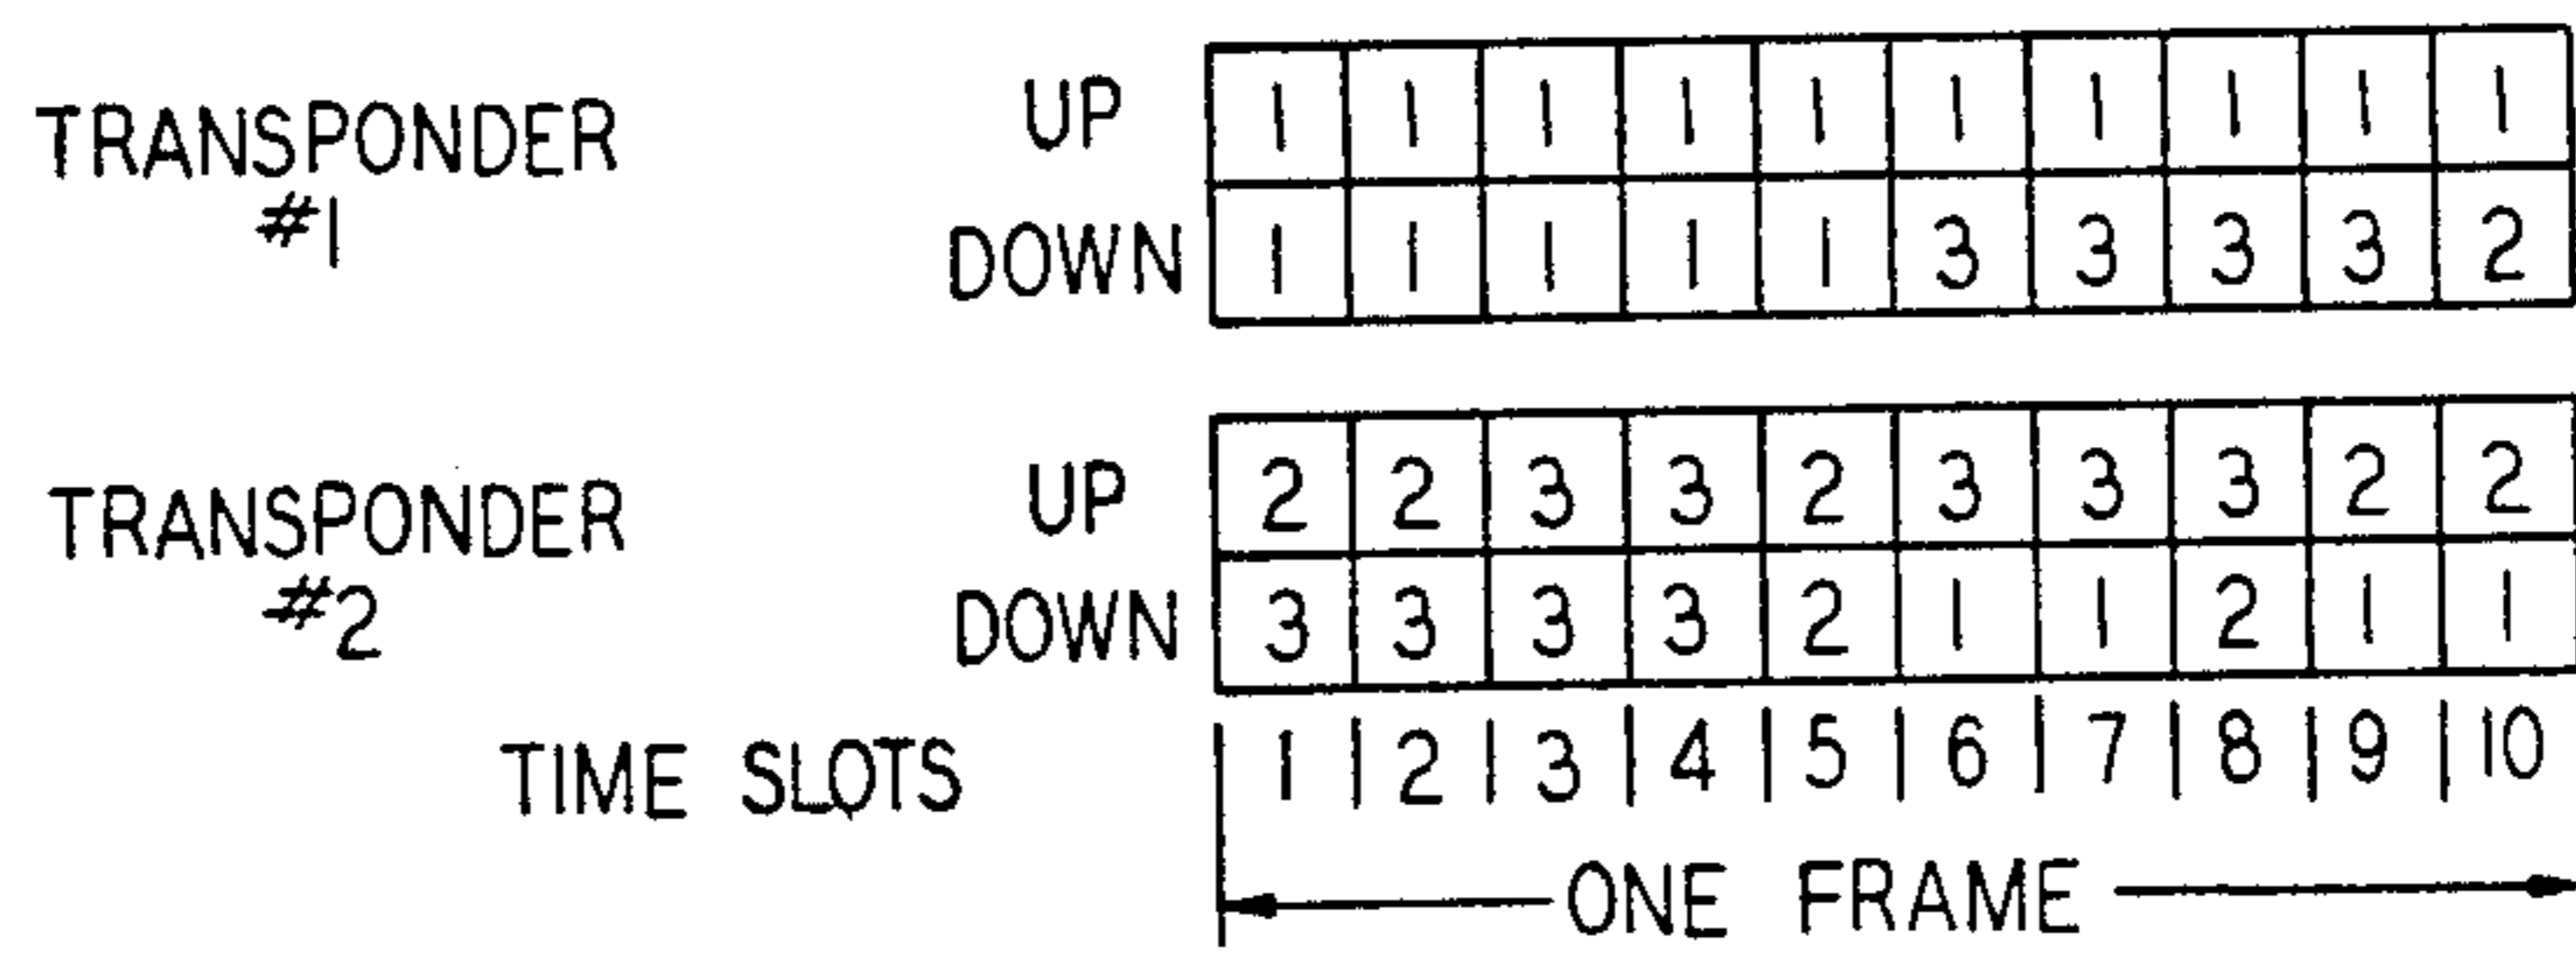 TRANSPONDER #1
UP 1 1 1 1 1 1 1 1 1 1
DOWN 1 1 1 1 1 3 3 3 3 2
TRANSPONDER #2
UP 2 2 3 3 2 3 3 3 2 2
DOWN 3 3 3 3 2 1 1 2 1 1
TIME SLOTS 1 2 3 4 5 6 7 8 9 10
ONE FRAME